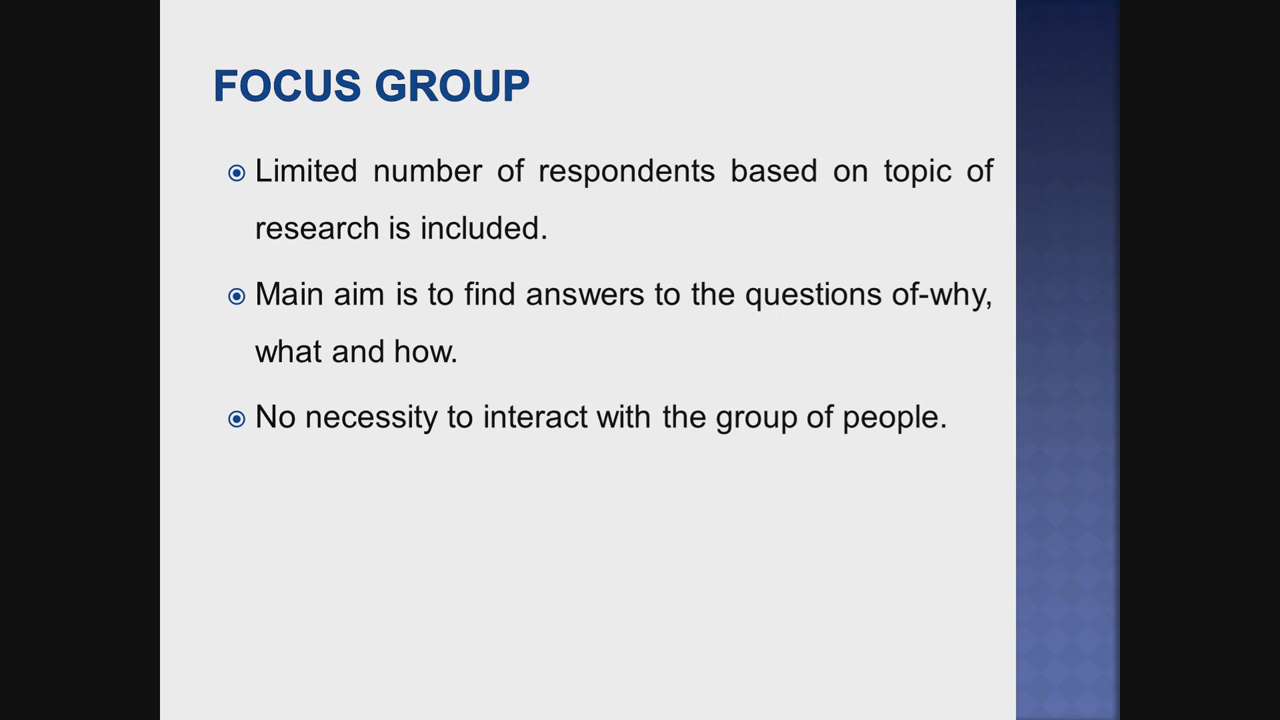 FOCUS GROUP
Limited number of respondents based on topic of
research is included.
Main aim is to find answers to the questions of-why,
what and how.
No necessity to interact with the group of people.